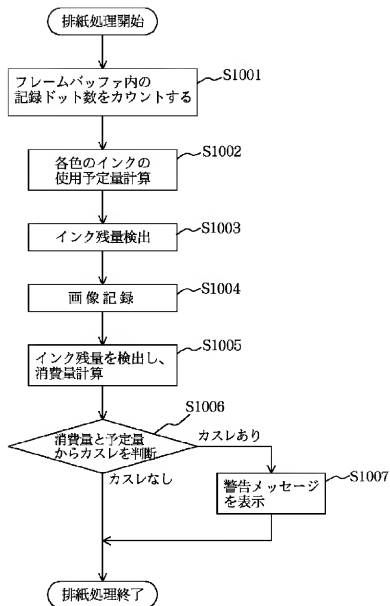 排紙処理開始
フレームバッファ内の
記録ドット数をカウントする
S1001
各色のインクの
使用予定量計算
S1002
インク残量検出
S1003
画像記録
S1004
インク残量を検出し、
消費量計算
S1005
消費量と予定量
からカスレを判断
S1006
カスレあり
カスレなし
警告メッセージ
を表示
S1007
排紙処理終了